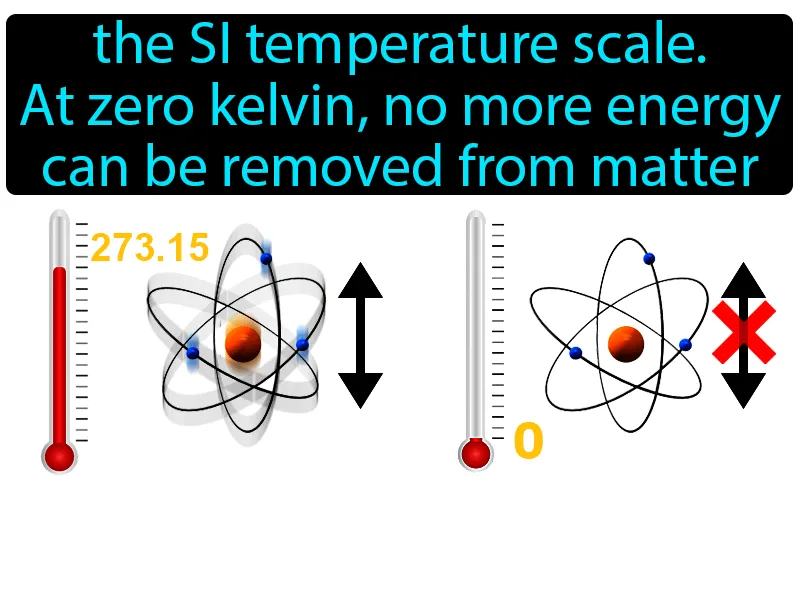 the SI temperature scale.
At zero kelvin, no more energy
can be removed from matter
273.15
0